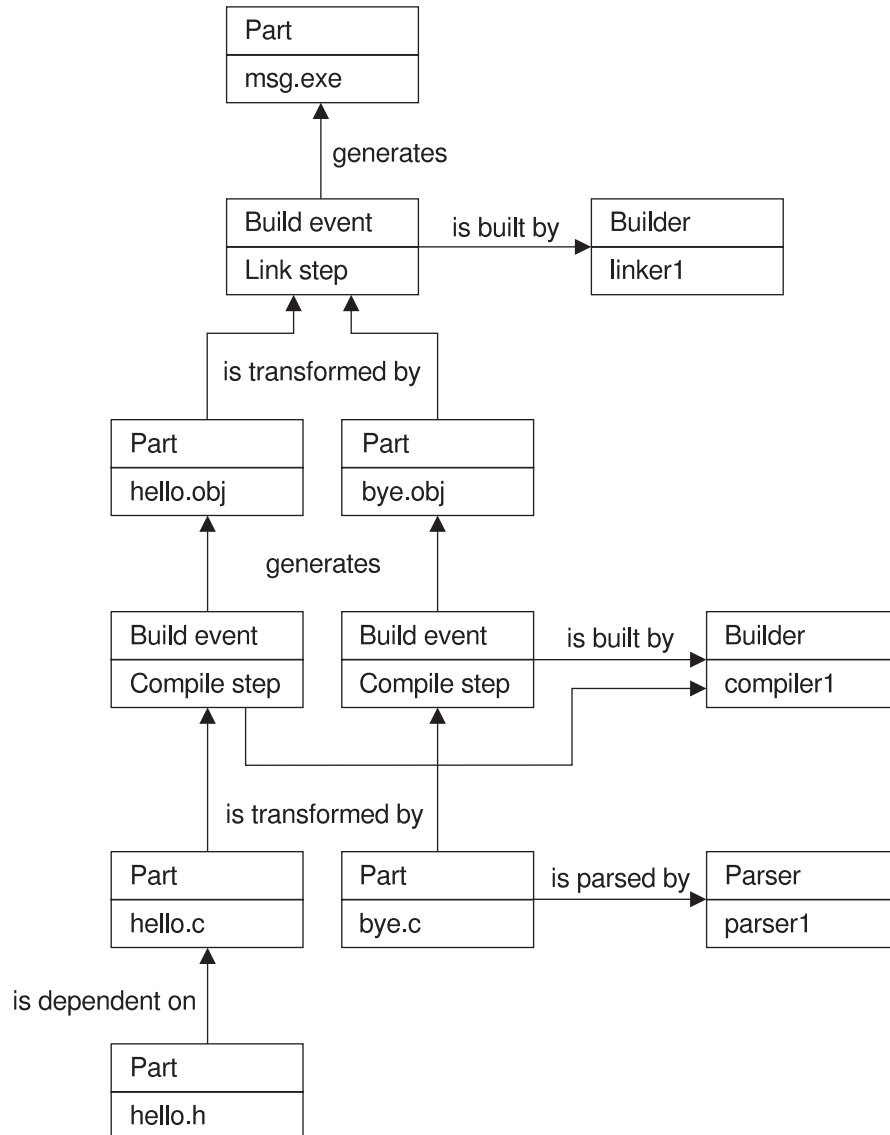 Part
msg.exe
generates
Build event
is built by
Builder
Link step
linker1
is transformed by
Part
Part
hello.obj
bye.obj
generates
Build event
Build event
is built by
Builder
Compile step
Compile step
compiler1
is transformed by
Part
Part
is parsed by
Parser
hello.c
bye.c
parser1
is dependent on
Part
hello.h